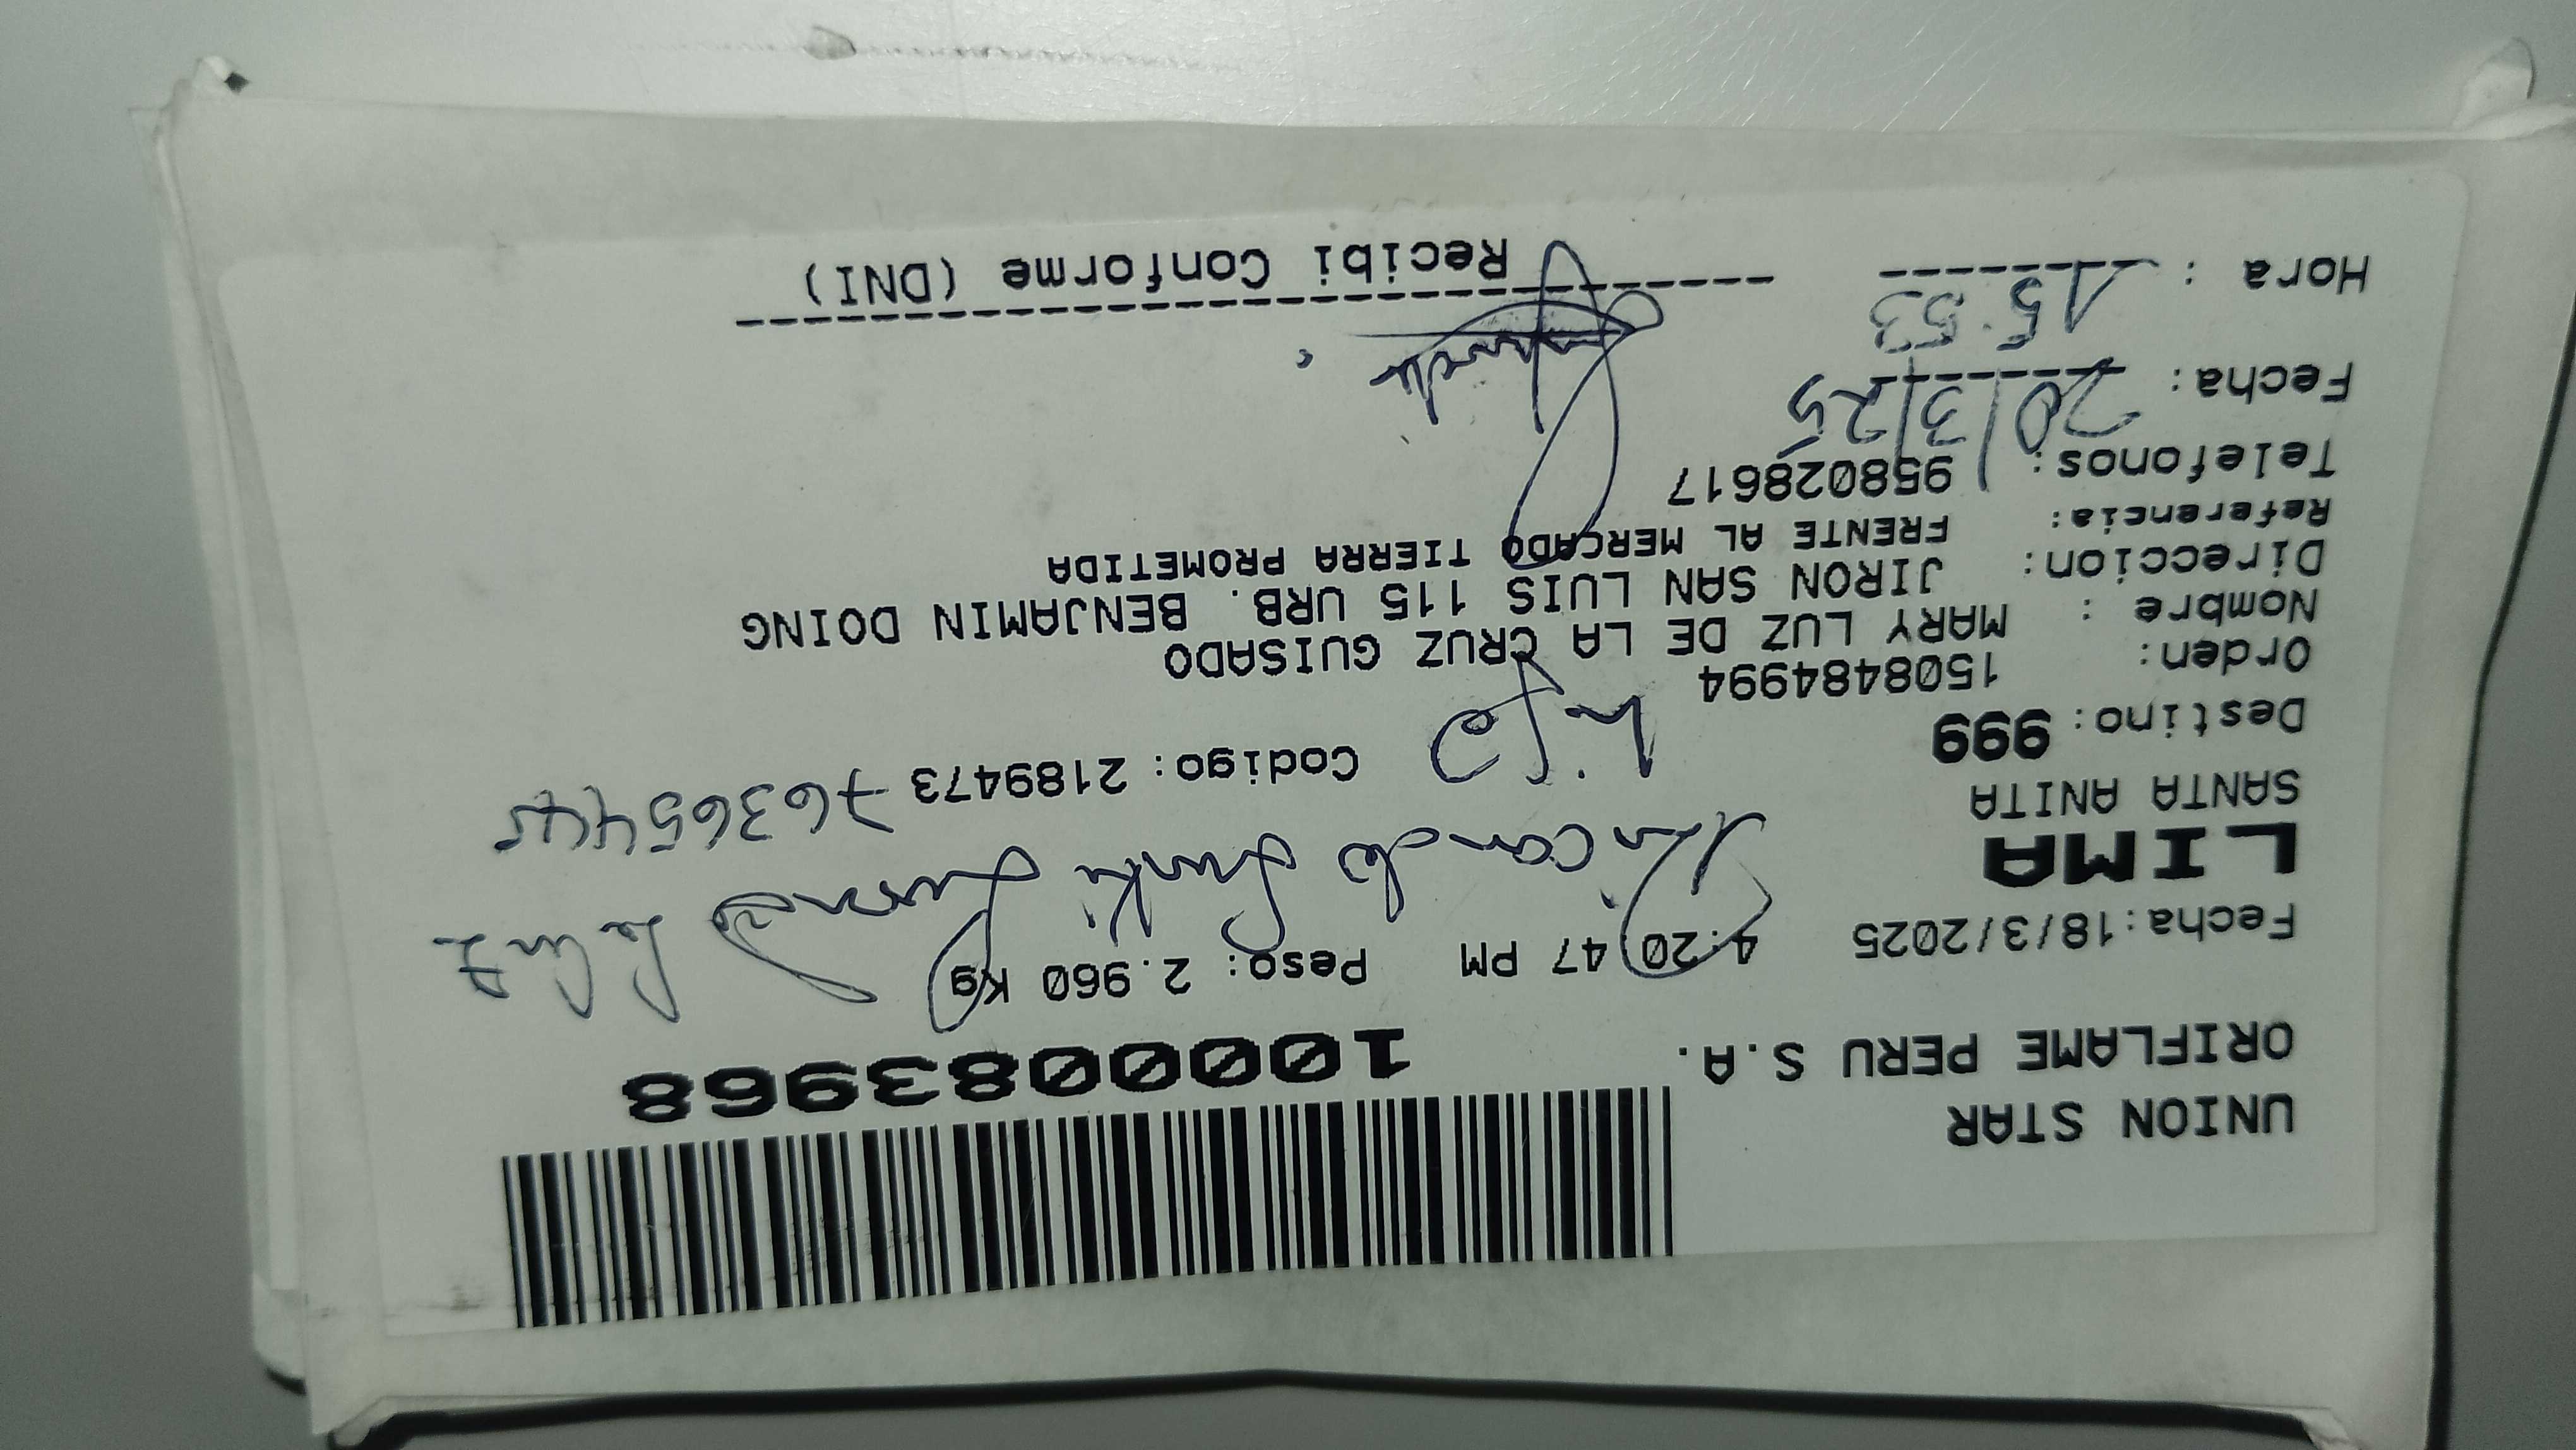 UNION STAR
ORIFLAME PERU S.A. 1000083968
Fecha:18/3/2025 4:20:47 PM Peso: 2.960 Kg
LIMA
SANTA ANITA
76365445
Destino: 999 Codigo: 2189473
hijo
Orden: 150848494994
Nombre : MARY LUZ DE LA CRUZ GUISADO
Direccion: JIRON SAN LUIS 115 URB. BENJAMIN DOING
Referencia: FRENTE AL MERCADO TIERRA PROMETIDA
Telefonos: 958028617
Fecha: 20/3/25
Hora : 15:53
Recibi Conforme (DNI)